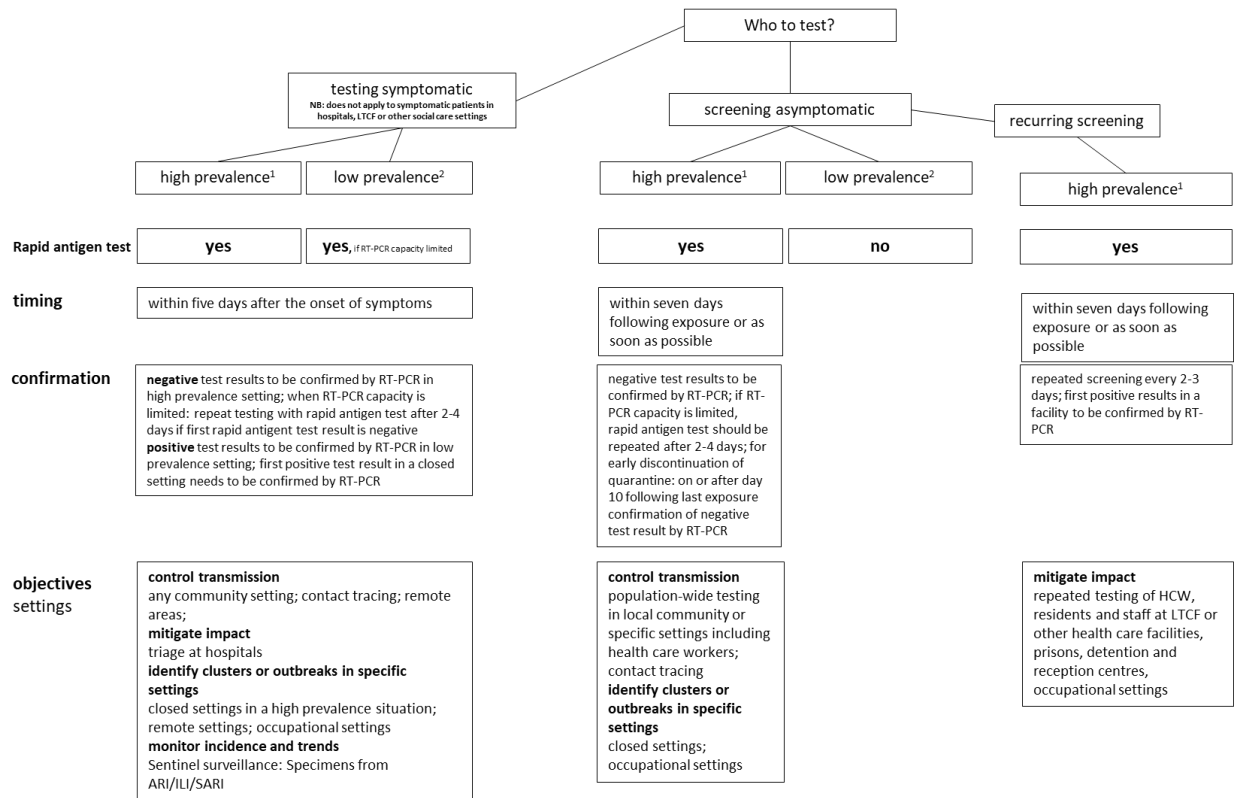 Who to test?
testing symptomatic
NB: does not apply to symptomatic patients in
hospitals, LTCF or other social care settings
screening asymptomatic
recurring screening
high prevalence1
low prevalence2
high prevalence1
low prevalence2
high prevalence1
Rapid antigen test
yes
yes, if RT-PCR capacity limited
yes
no
yes
timing
within five days after the onset of symptoms
within seven days
following exposure or as
soon as possible
within seven days following
exposure or as soon as
possible
confirmation
negative test results to be confirmed by RT-PCR in
high prevalence setting; when RT-PCR capacity is
limited: repeat testing with rapid antigen test after 2-4
days if first rapid antigent test result is negative
positive test results to be confirmed by RT-PCR in low
prevalence setting; first positive test result in a closed
setting needs to be confirmed by RT-PCR
negative test results to be
confirmed by RT-PCR; if RT-
PCR capacity is limited,
rapid antigen test should be
repeated after 2-4 days; for
early discontinuation of
quarantine: on or after day
10 following last exposure
confirmation of negative
test result by RT-PCR
repeated screening every 2-3
days; first positive results in a
facility to be confirmed by RT-
PCR
objectives
settings
control transmission
any community setting; contact tracing; remote
areas;
mitigate impact
triage at hospitals
identify clusters or outbreaks in specific
settings
closed settings in a high prevalence situation;
remote settings; occupational settings
monitor incidence and trends
Sentinel surveillance: Specimens from
ARI/ILI/SARI
control transmission
population-wide testing
in local community or
specific settings including
health care workers;
contact tracing
identify clusters or
outbreaks in specific
settings
closed settings;
occupational settings
mitigate impact
repeated testing of HCW,
residents and staff at LTCF or
other health care facilities,
prisons, detention and
reception centres,
occupational settings